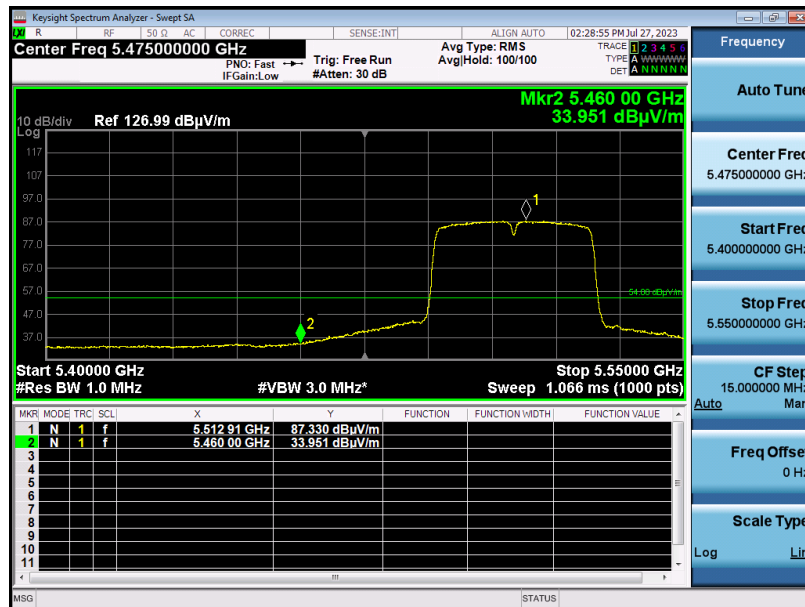 Keysight Spectrum Analyzer - Swept SA
R RF 50 Ω AC CORREC SENSE:INT ALIGN AUTO 02:28:55 PM Jul 27, 2023
Center Freq 5.475000000 GHz
PNO: Fast
IFGain:Low
Trig: Free Run
#Atten: 30 dB
Avg Type: RMS
Avg|Hold: 100/100
TRACE 1 2 3 4 5 6
TYPE A WWWWW
DET A N N N N N
Mkr2 5.460 00 GHz
33.951 dBµV/m
10 dB/div Ref 126.99 dBµV/m
Log
117
107
97.0
87.0
77.0
67.0
57.0
47.0
37.0
1
2
54.00 dBµV/m
Start 5.40000 GHz Stop 5.55000 GHz
#Res BW 1.0 MHz #VBW 3.0 MHz* Sweep 1.066 ms (1000 pts)
MKR MODE TRC SCL X Y FUNCTION FUNCTION WIDTH FUNCTION VALUE
1 N 1 f 5.512 91 GHz 87.330 dBµV/m
2 N 1 f 5.460 00 GHz 33.951 dBµV/m
3
4
5
6
7
8
9
10
11
MSG STATUS
Frequency
Auto Tune
Center Freq
5.475000000 GHz
Start Freq
5.400000000 GHz
Stop Freq
5.550000000 GHz
CF Step
15.000000 MHz
Auto Man
Freq Offset
0 Hz
Scale Type
Log Lin